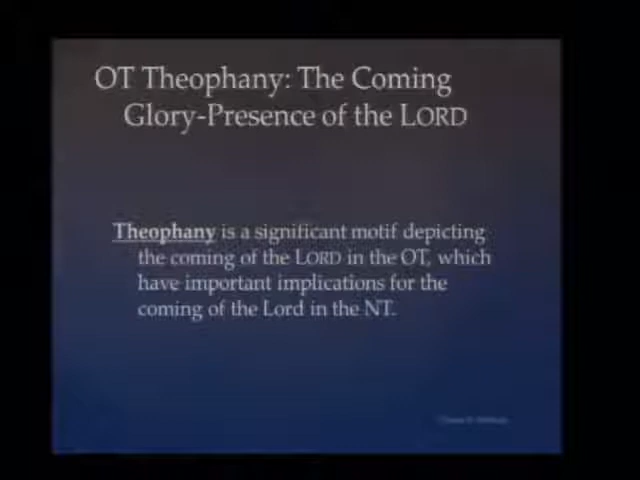 OT Theophany: The Coming
Glory-Presence of the LORD
Theophany is a significant motif depicting
the coming of the LORD in the OT, which
have important implications for the
coming of the Lord in the NT.